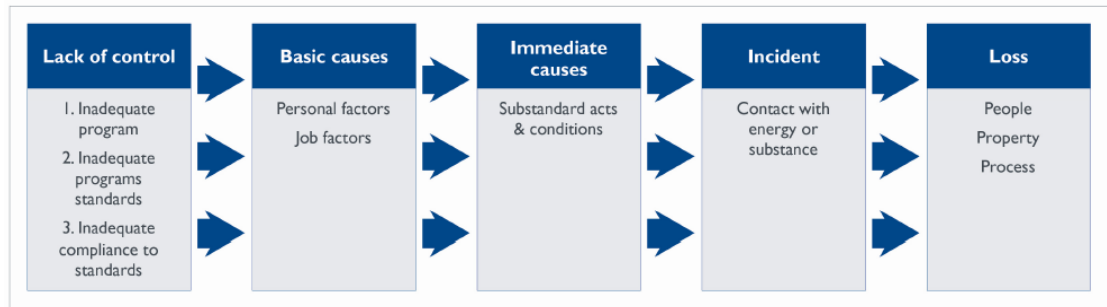 Lack of control
1. Inadequate
program
2. Inadequate
programs
standards
3. Inadequate
compliance to
standards
Basic causes
Personal factors
Job factors
Immediate
causes
Substandard acts
& conditions
Incident
Contact with
energy or
substance
Loss
People
Property
Process